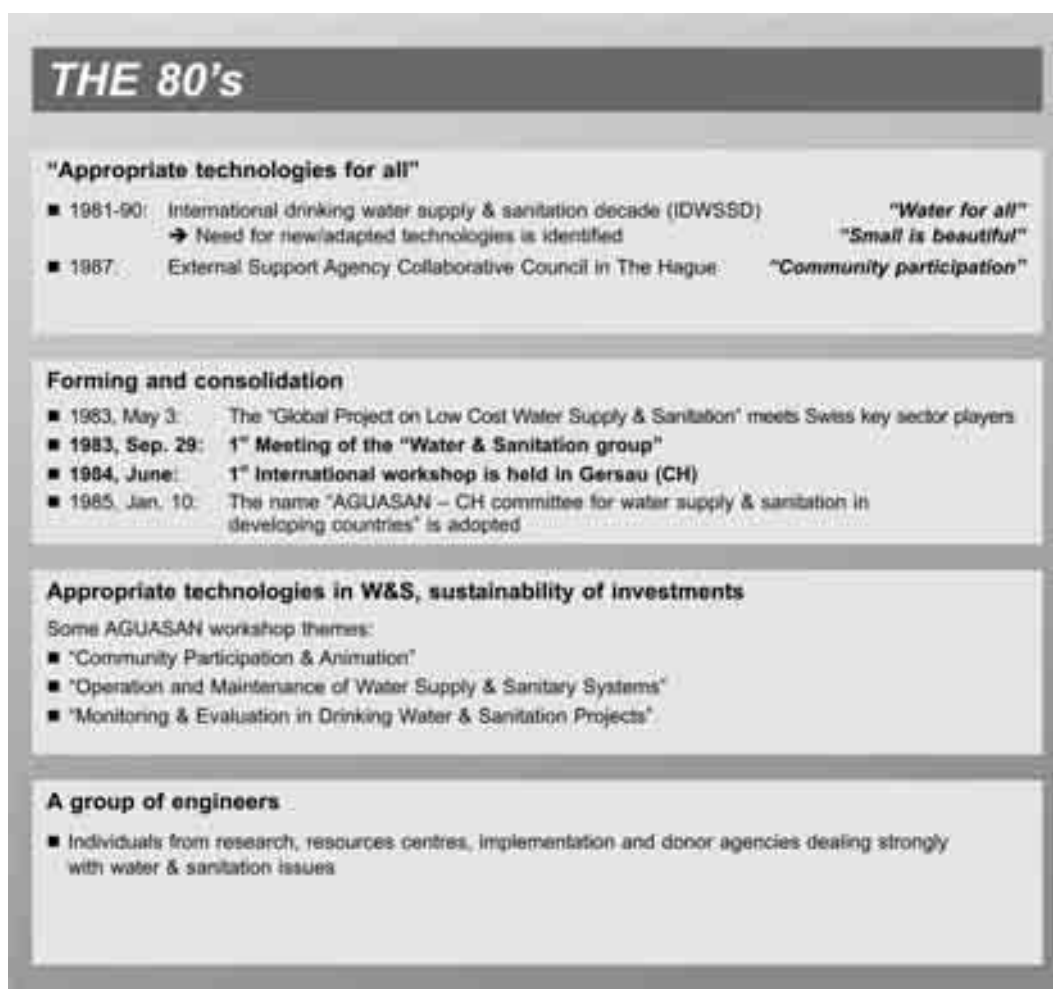 THE 80's
"Appropriate technologies for all"
■ 1981-90: International drinking water supply & sanitation decade (IDWSSD) "Water for all"
➔ Need for new/adapted technologies is identified "Small is beautiful"
■ 1987: External Support Agency Collaborative Council in The Hague "Community participation"
Forming and consolidation
■ 1983, May 3: The "Global Project on Low Cost Water Supply & Sanitation" meets Swiss key sector players
■ 1983, Sep. 29: 1st Meeting of the "Water & Sanitation group"
■ 1984, June: 1st International workshop is held in Gersau (CH)
■ 1985, Jan. 10: The name "AGUASAN – CH committee for water supply & sanitation in
developing countries" is adopted
Appropriate technologies in W&S, sustainability of investments
Some AGUASAN workshop themes:
■ "Community Participation & Animation"
■ "Operation and Maintenance of Water Supply & Sanitary Systems"
■ "Monitoring & Evaluation in Drinking Water & Sanitation Projects"
A group of engineers
■ Individuals from research, resources centres, implementation and donor agencies dealing strongly
with water & sanitation issues